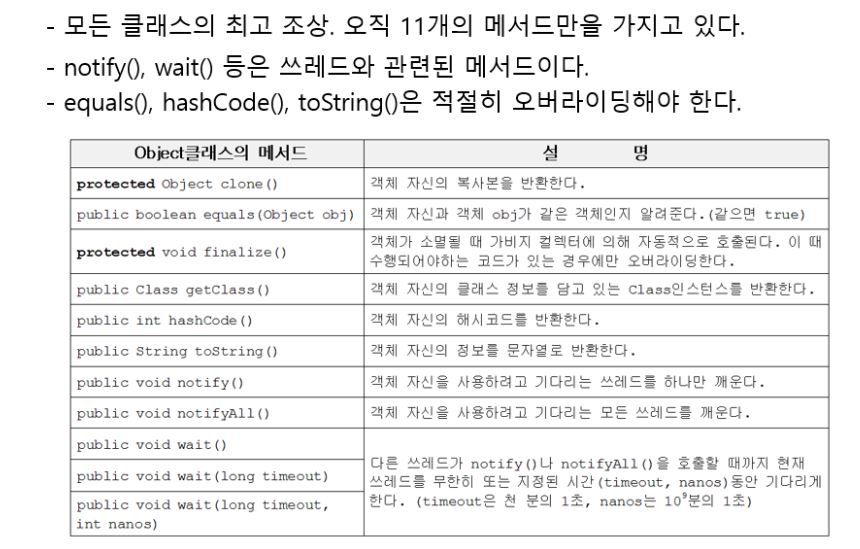 - 모든 클래스의 최고 조상. 오직 11개의 메서드만을 가지고 있다.
- notify(), wait() 등은 쓰레드와 관련된 메서드이다.
- equals(), hashCode(), toString()은 적절히 오버라이딩해야 한다.
Object클래스의 메서드 설 명
protected Object clone() 객체 자신의 복사본을 반환한다.
public boolean equals(Object obj) 객체 자신과 객체 obj가 같은 객체인지 알려준다.(같으면 true)
protected void finalize() 객체가 소멸될 때 가비지 컬렉터에 의해 자동적으로 호출된다. 이 때
수행되어야하는 코드가 있는 경우에만 오버라이딩한다.
public Class getClass() 객체 자신의 클래스 정보를 담고 있는 Class인스턴스를 반환한다.
public int hashCode() 객체 자신의 해시코드를 반환한다.
public String toString() 객체 자신의 정보를 문자열로 반환한다.
public void notify() 객체 자신을 사용하려고 기다리는 쓰레드를 하나만 깨운다.
public void notifyAll() 객체 자신을 사용하려고 기다리는 모든 쓰레드를 깨운다.
public void wait()
public void wait(long timeout)
public void wait(long timeout,
int nanos)
다른 쓰레드가 notify()나 notifyAll()을 호출할 때까지 현재
쓰레드를 무한히 또는 지정된 시간(timeout, nanos)동안 기다리게
한다. (timeout은 천 분의 1초, nanos는 10⁹분의 1초)